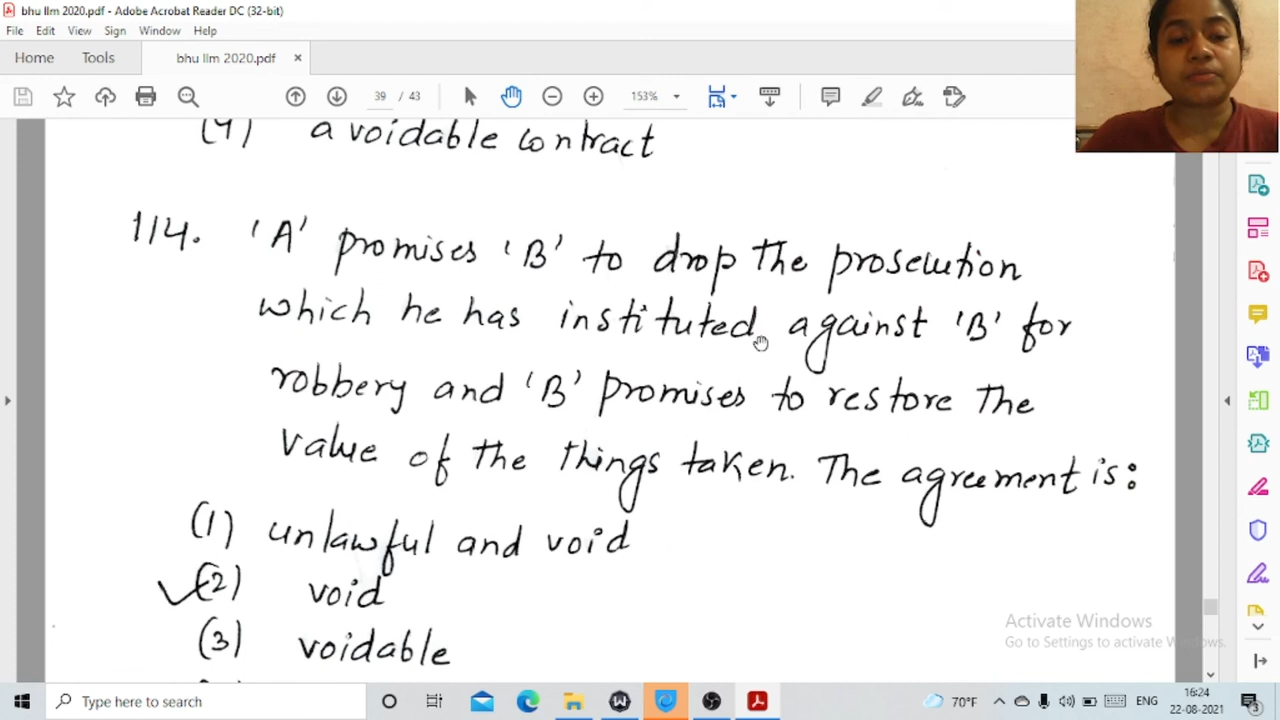 bhu llm 2020.pdf - Adobe Acrobat Reader DC (32-bit)
File Edit View Sign Window Help
Home Tools bhu llm 2020.pdf ×
39 / 43 153%
(4) a voidable contract
114. 'A' promises 'B' to drop the prosecution
which he has instituted against 'B' for
robbery and 'B' promises to restore the
value of the things taken. The agreement is:
(1) unlawful and void
(2) void
(3) voidable
Activate Windows
Go to Settings to activate Windows.
Type here to search
70°F ENG 16:24
22-08-2021 3